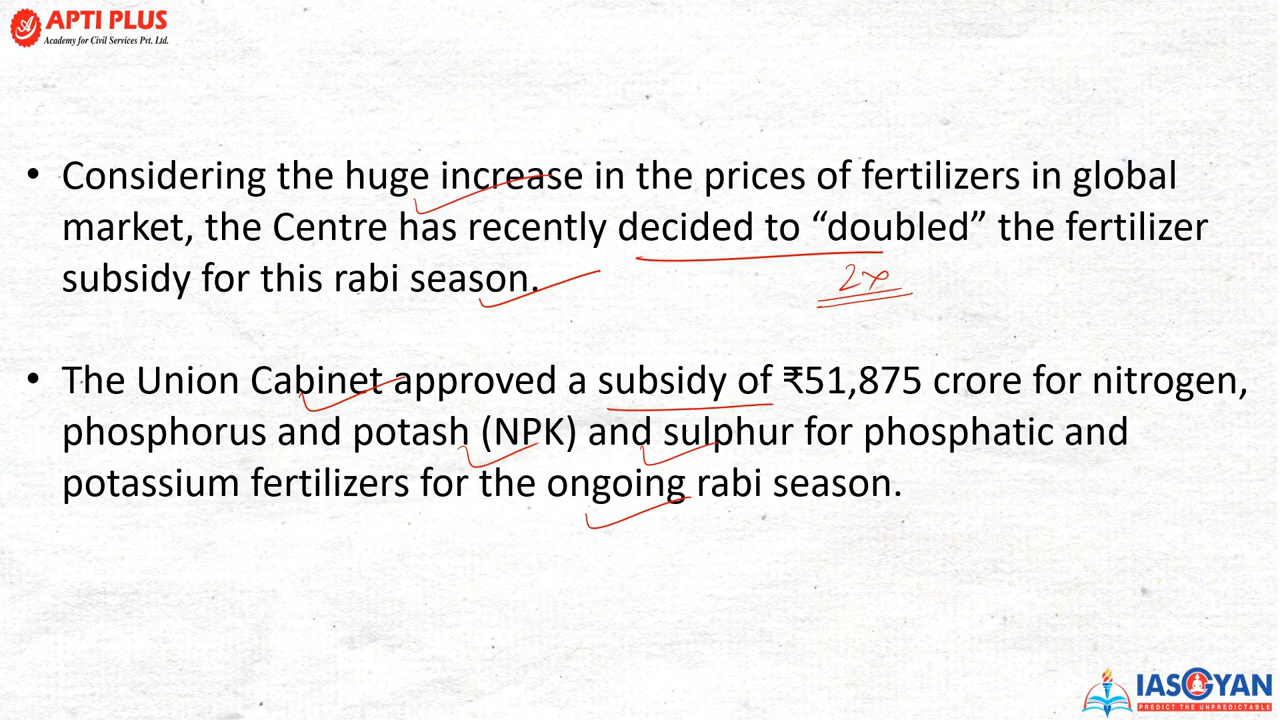 APTI PLUS
Academy for Civil Services Pvt. Ltd.
• Considering the huge increase in the prices of fertilizers in global
market, the Centre has recently decided to “doubled” the fertilizer
subsidy for this rabi season.
2x
• The Union Cabinet approved a subsidy of ₹51,875 crore for nitrogen,
phosphorus and potash (NPK) and sulphur for phosphatic and
potassium fertilizers for the ongoing rabi season.
IASGYAN
PREDICT THE UNPREDICTABLE